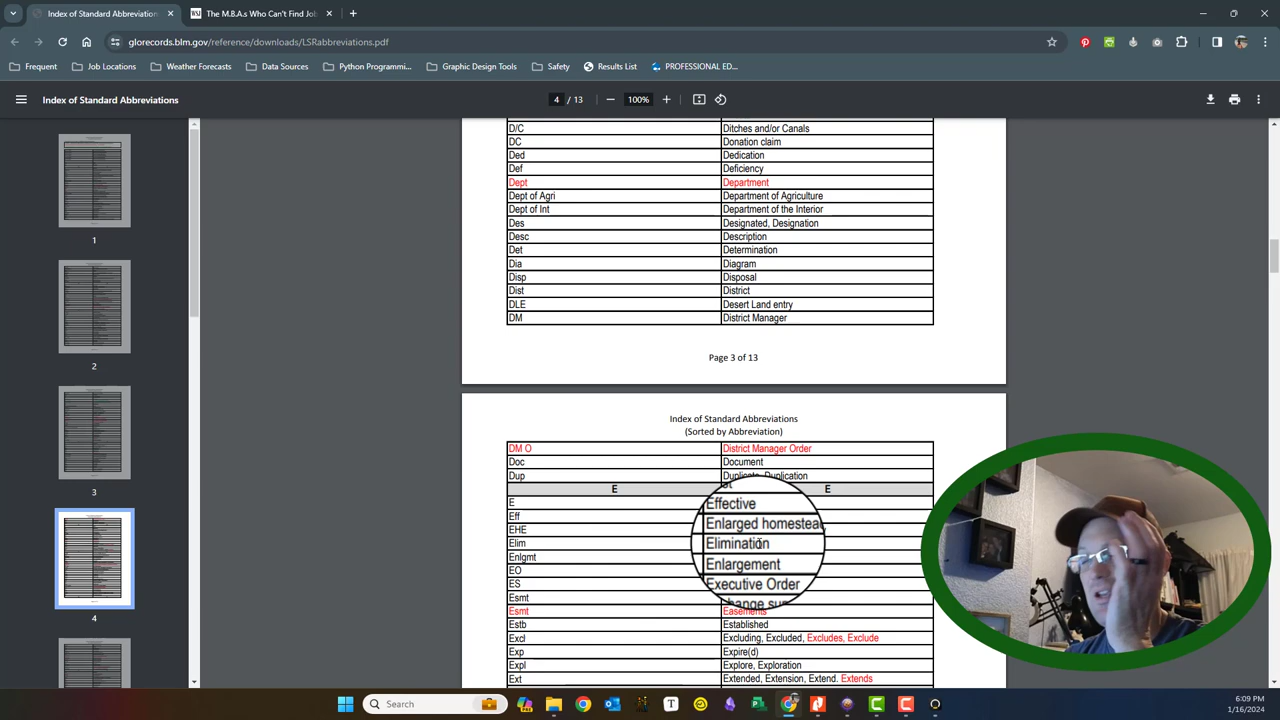 Index of Standard Abbreviation
The M.B.A.s Who Can't Find Jo
glorecords.blm.gov/reference/downloads/LSRabbreviations.pdf
Frequent
Job Locations
Weather Forecasts
Data Sources
Python Programmi...
Graphic Design Tools
Safety
Results List
PROFESSIONAL ED...
Index of Standard Abbreviations
4 / 13
100%
1
2
3
4
D/C Ditches and/or Canals
DC Donation claim
Ded Dedication
Def Deficiency
Dept Department
Dept of Agri Department of Agriculture
Dept of Int Department of the Interior
Des Designated, Designation
Desc Description
Det Determination
Dia Diagram
Disp Disposal
Dist District
DLE Desert Land entry
DM District Manager
Page 3 of 13
Index of Standard Abbreviations
(Sorted by Abbreviation)
DM O District Manager Order
Doc Document
Dup Duplicate, Duplication
E E
E
Eff Effective
EHE Enlarged homestead
Elim Elimination
Enlgmt Enlargement
EO Executive Order
ES
Esmt
Esmt Easements
Estb Established
Excl Excluding, Excluded, Excludes, Exclude
Exp Expire(d)
Expl Explore, Exploration
Ext Extended, Extension, Extend. Extends
Search
6:09 PM
1/16/2024